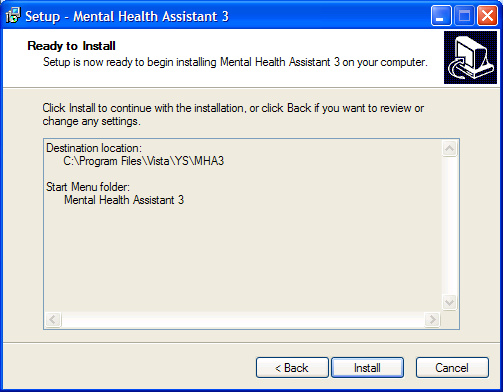 Setup - Mental Health Assistant 3
Ready to Install
Setup is now ready to begin installing Mental Health Assistant 3 on your computer.
Click Install to continue with the installation, or click Back if you want to review or
change any settings.
Destination location:
C:\Program Files\Vista\YS\MHA3
Start Menu folder:
Mental Health Assistant 3
< Back
Install
Cancel